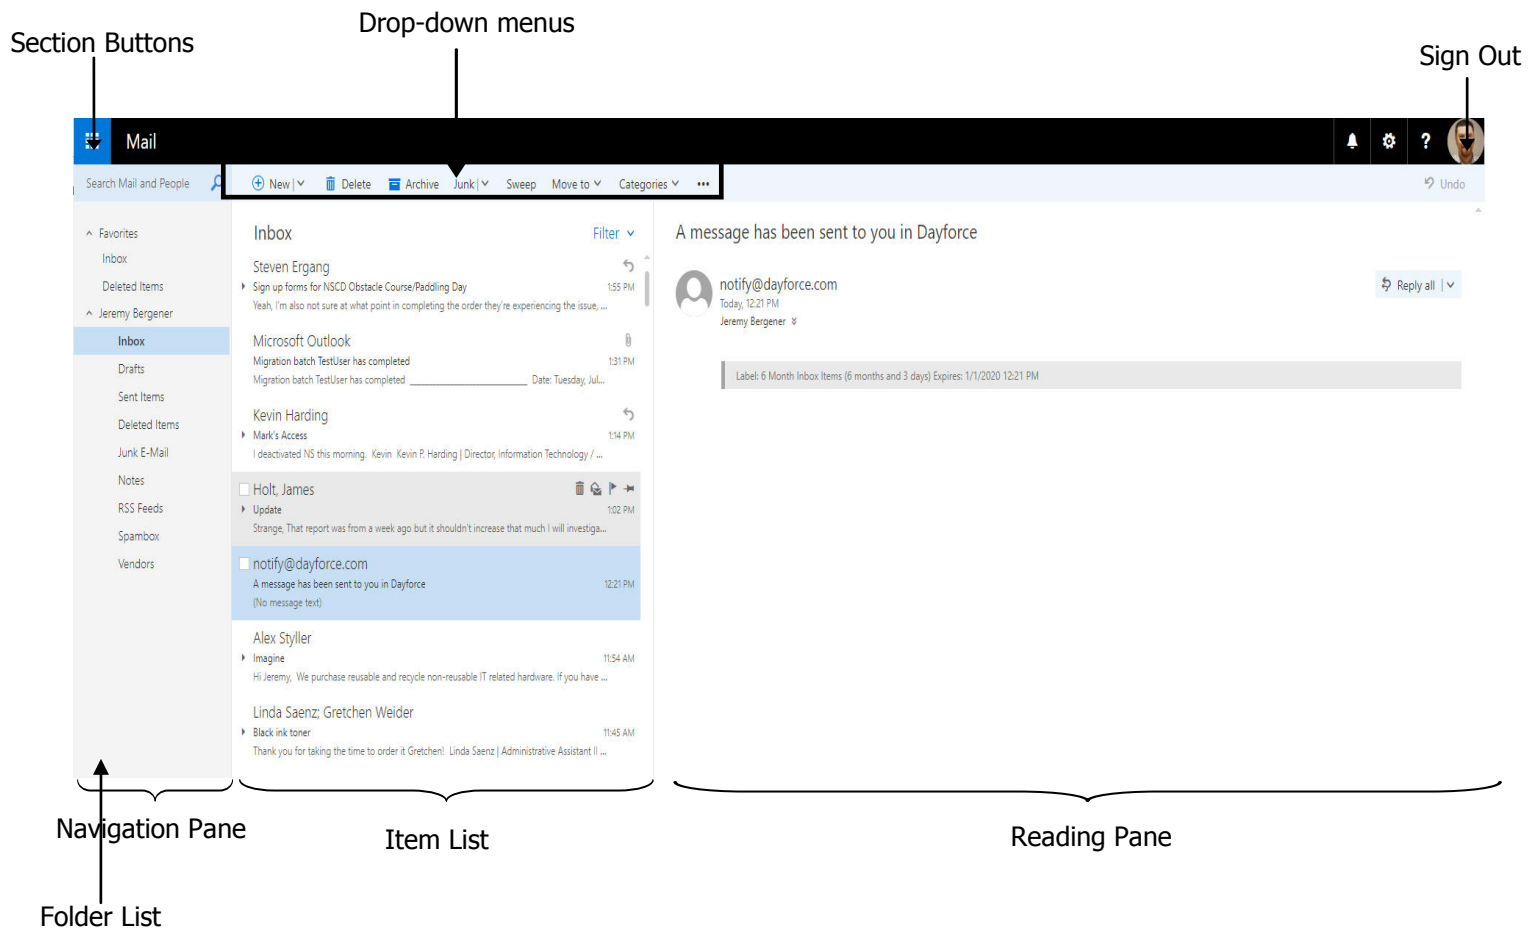 Drop-down menus
Section Buttons
Sign Out
Mail
?
Search Mail and People
New
Delete
Archive
Junk
Sweep
Move to
Categories
•••
Undo
Favorites
Inbox
Deleted Items
Jeremy Bergener
Inbox
Drafts
Sent Items
Deleted Items
Junk E-Mail
Notes
RSS Feeds
Spambox
Vendors
Inbox
Filter
Steven Ergang
Sign up forms for NSCD Obstacle Course/Paddling Day 1:55 PM
Yeah, I'm also not sure at what point in completing the order they're experiencing the issue, ...
Microsoft Outlook
Migration batch TestUser has completed 1:31 PM
Migration batch TestUser has completed ________________________ Date: Tuesday, Jul...
Kevin Harding
Mark's Access 1:14 PM
I deactivated NS this morning. Kevin Kevin P. Harding | Director, Information Technology / ...
Holt, James
Update 1:02 PM
Strange, That report was from a week ago but it shouldn't increase that much I will investiga...
notify@dayforce.com
A message has been sent to you in Dayforce 12:21 PM
(No message text)
Alex Styller
Imagine 11:54 AM
Hi Jeremy, We purchase reusable and recycle non-reusable IT related hardware. If you have ...
Linda Saenz; Gretchen Weider
Black ink toner 11:45 AM
Thank you for taking the time to order it Gretchen! Linda Saenz | Administrative Assistant II ...
A message has been sent to you in Dayforce
notify@dayforce.com
Today, 12:21 PM
Jeremy Bergener
Reply all
Label: 6 Month Inbox Items (6 months and 3 days) Expires: 1/1/2020 12:21 PM
Navigation Pane
Item List
Reading Pane
Folder List